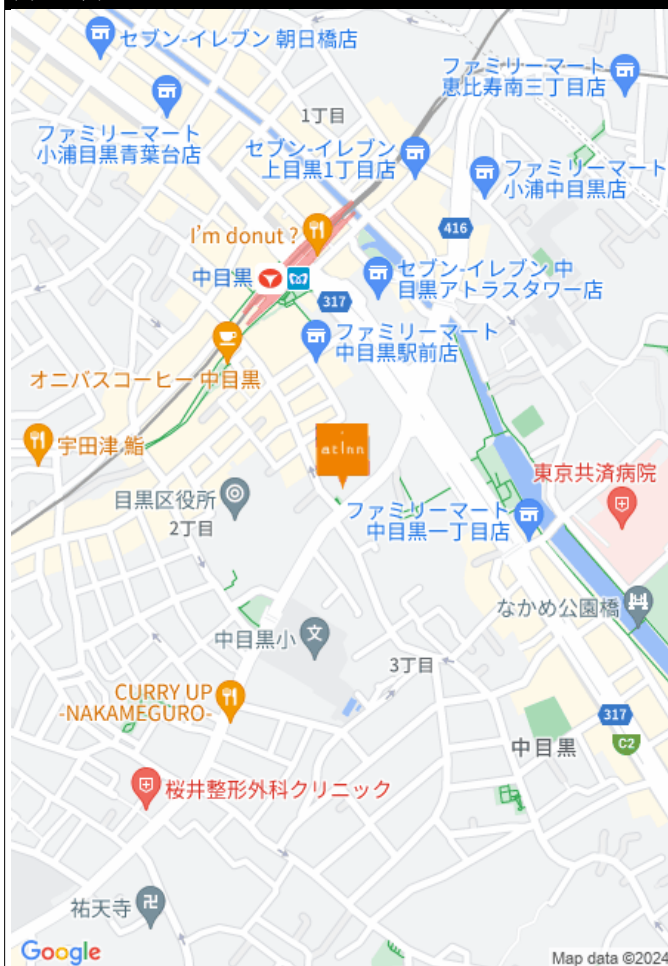 セブン-イレブン 朝日橋店
ファミリーマート
恵比寿南三丁目店
1丁目
ファミリーマート
小浦目黒青葉台店
セブン-イレブン
上目黒1丁目店
ファミリーマート
小浦中目黒店
I'm donut ?
416
中目黒
セブン-イレブン 中
目黒アトラスタワー店
317
ファミリーマート
中目黒駅前店
オニバスコーヒー 中目黒
宇田津 鮨
at inn
東京共済病院
目黒区役所
2丁目
ファミリーマート
中目黒一丁目店
なかめ公園橋
文
中目黒小
3丁目
CURRY UP
-NAKAMEGURO-
317
C2
中目黒
桜井整形外科クリニック
祐天寺
卍
Google
Map data ©2024